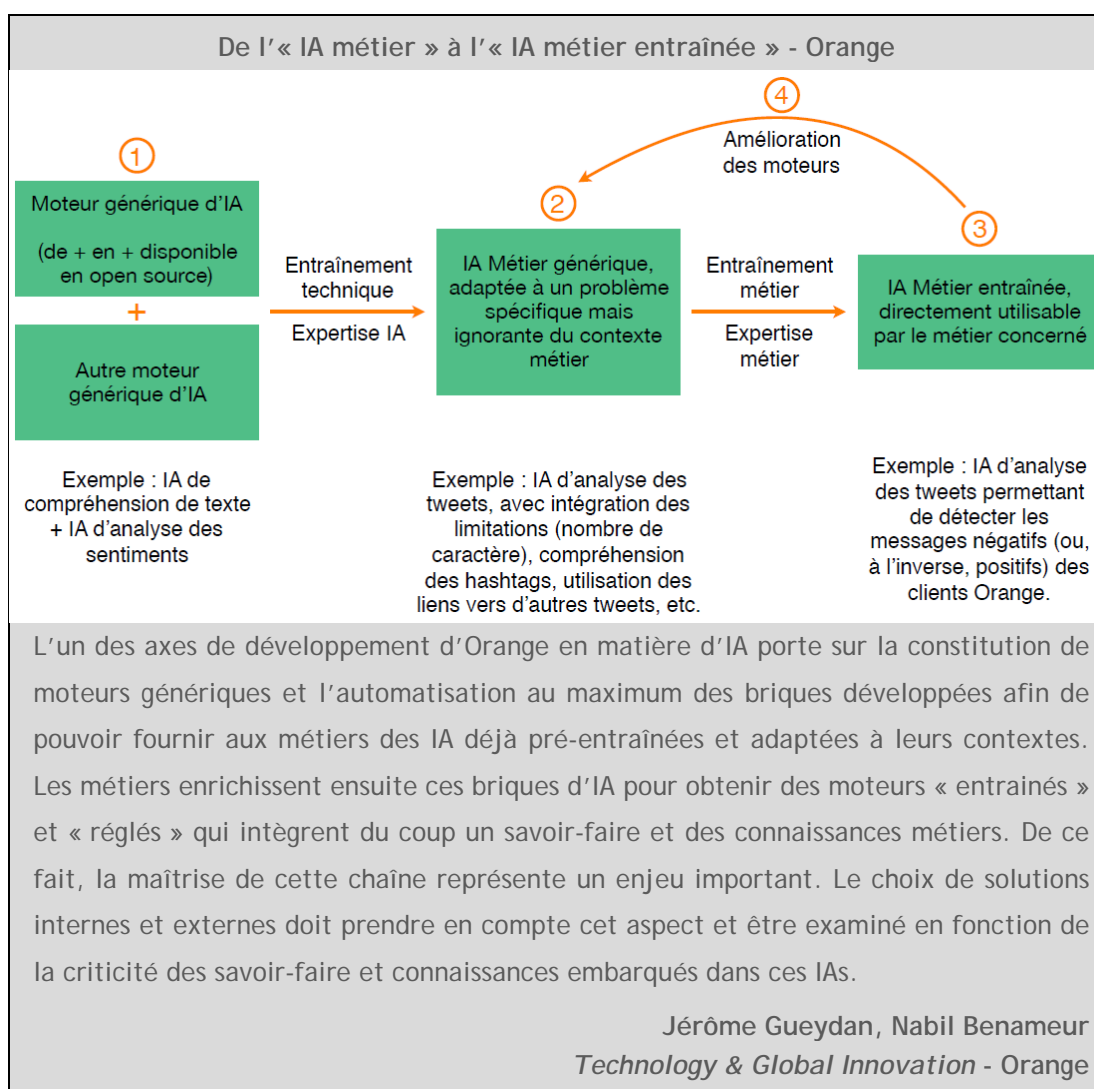 De l'« IA métier » à l'« IA métier entraînée » - Orange
1
Moteur générique d'IA
(de + en + disponible
en open source)
+
Autre moteur
générique d'IA
Exemple : IA de
compréhension de texte
+ IA d'analyse des
sentiments
Entraînement
technique
Expertise IA
2
IA Métier générique,
adaptée à un problème
spécifique mais
ignorante du contexte
métier
Exemple : IA d'analyse des
tweets, avec intégration des
limitations (nombre de
caractère), compréhension
des hashtags, utilisation des
liens vers d'autres tweets, etc.
Entraînement
métier
Expertise
métier
3
IA Métier entraînée,
directement utilisable
par le métier concerné
Exemple : IA d'analyse
des tweets permettant
de détecter les
messages négatifs (ou,
à l'inverse, positifs) des
clients Orange.
4
Amélioration
des moteurs
L'un des axes de développement d'Orange en matière d'IA porte sur la constitution de
moteurs génériques et l'automatisation au maximum des briques développées afin de
pouvoir fournir aux métiers des IA déjà pré-entraînées et adaptées à leurs contextes.
Les métiers enrichissent ensuite ces briques d'IA pour obtenir des moteurs « entrainés »
et « réglés » qui intègrent du coup un savoir-faire et des connaissances métiers. De ce
fait, la maîtrise de cette chaîne représente un enjeu important. Le choix de solutions
internes et externes doit prendre en compte cet aspect et être examiné en fonction de
la criticité des savoir-faire et connaissances embarqués dans ces IAs.
Jérôme Gueydan, Nabil Benameur
Technology & Global Innovation - Orange